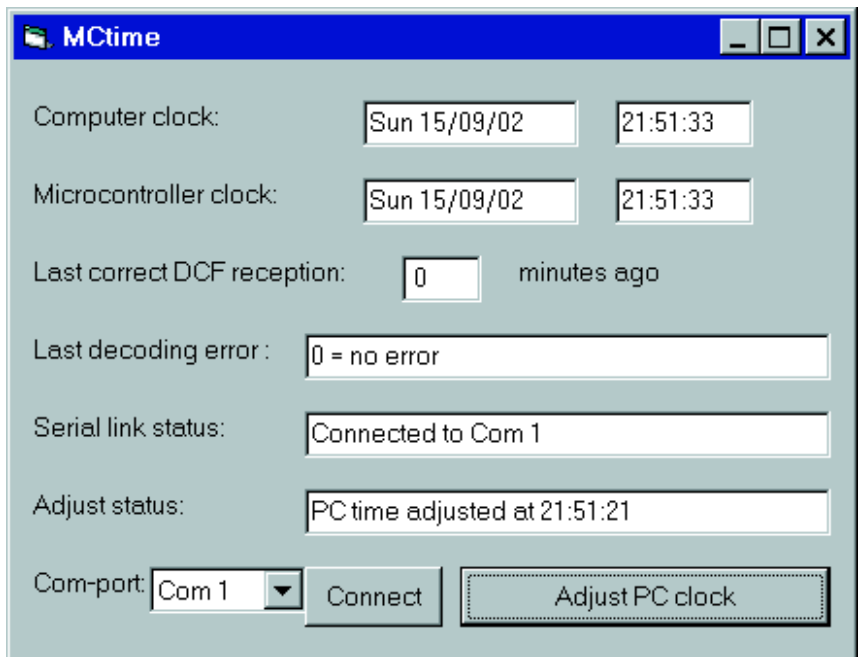 MCtime
Computer clock: Sun 15/09/02 21:51:33
Microcontroller clock: Sun 15/09/02 21:51:33
Last correct DCF reception: 0 minutes ago
Last decoding error : 0 = no error
Serial link status: Connected to Com 1
Adjust status: PC time adjusted at 21:51:21
Com-port: Com 1 Connect Adjust PC clock